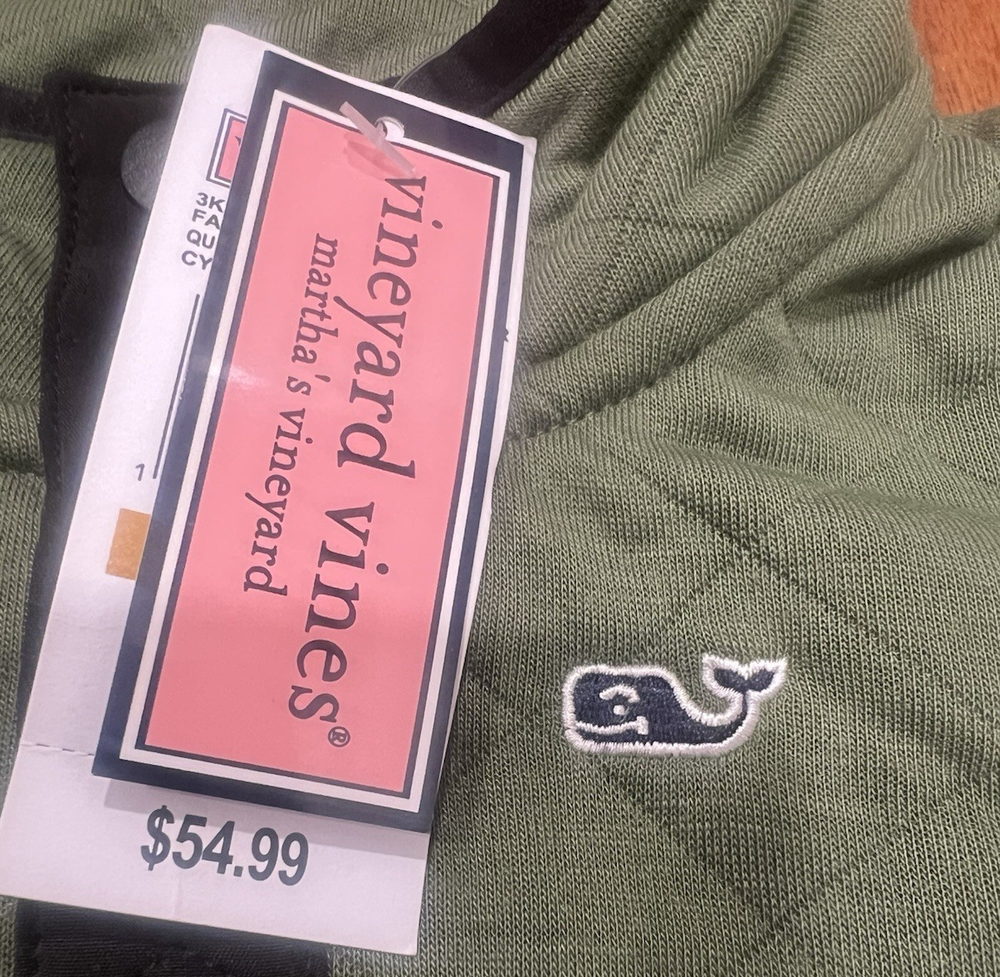 vineyard vines®
martha's vineyard
3K
FA
QU
CY
1
$54.99